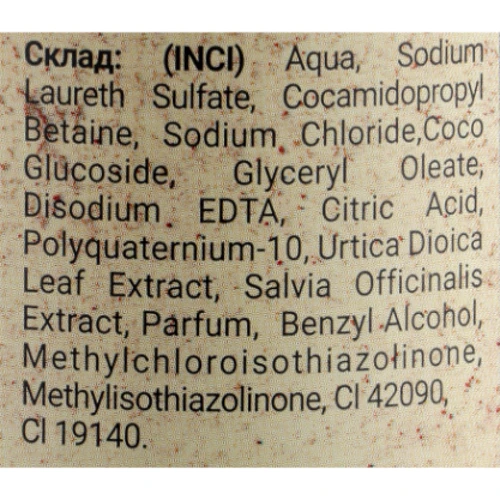 Склад: (INCI) Aqua, Sodium
Laureth Sulfate, Cocamidopropyl
Betaine, Sodium Chloride,Coco
Glucoside, Glyceryl Oleate,
Disodium EDTA, Citric Acid,
Polyquaternium-10, Urtica Dioica
Leaf Extract, Salvia Officinalis
Extract, Parfum, Benzyl Alcohol,
Methylchloroisothiazolinone,
Methylisothiazolinone, CI 42090,
CI 19140.